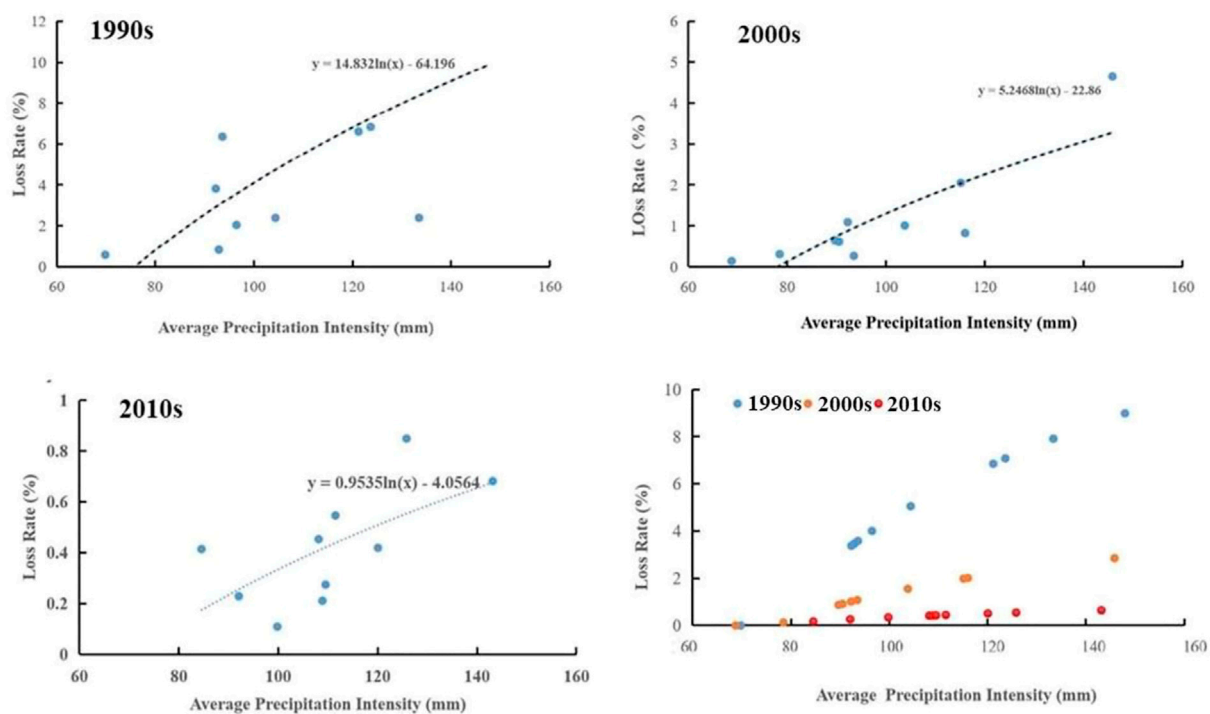 1990s
y = 14.832ln(x) - 64.196
Loss Rate (%)
12
10
8
6
4
2
0
60 80 100 120 140 160
Average Precipitation Intensity (mm)
2000s
y = 5.2468ln(x) - 22.86
LOss Rate（%）
6
5
4
3
2
1
0
60 80 100 120 140 160
Average Precipitation Intensity (mm)
2010s
y = 0.9535ln(x) - 4.0564
Loss Rate (%)
1
0.8
0.6
0.4
0.2
0
60 80 100 120 140 160
Average Precipitation Intensity (mm)
1990s 2000s 2010s
Loss Rate (%)
10
8
6
4
2
0
60 80 100 120 140 160
Average Precipitation Intensity (mm)